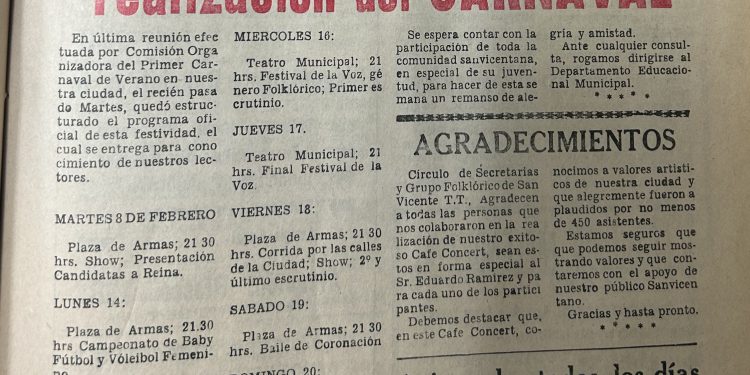 realización del CARNAVAL
En última reunión efec
tuada por Comisión Orga
nizadora del Primer Car-
naval de Verano en nues-
tra ciudad, el recién pasa
do Martes, quedó estruc-
turado el programa ofi-
cial de esta festividad, el
cual se entrega para cono
cimiento de nuestros lec-
tores.
MARTES 8 DE FEBRERO
Plaza de Armas; 21 30
hrs. Show; Presentación
Candidatas a Reina.
LUNES 14:
Plaza de Armas; 21.30
hrs Campeonato de Baby
Fútbol y Vóleibol Femeni-
no
MIERCOLES 16:
Teatro Municipal; 21
hrs. Festival de la Voz, gé
nero Folklórico; Primer es
crutinio.
JUEVES 17.
Teatro Municipal; 21
hrs. Final Festival de la
Voz.
VIERNES 18:
Plaza de Armas; 21 30
hrs. Corrida por las calles
de la Ciudad; Show; 2º y
último escrutinio.
SABADO 19:
Plaza de Armas; 21 30
hrs. Baile de Coronación
DOMINGO 20:
Se espera contar con la
participación de toda la
comunidad sanvicentana,
en especial de su juven-
tud, para hacer de esta se
mana un remanso de ale-
gría y amistad.
Ante cualquier consul-
ta, rogamos dirigirse al
Departamento Educacio-
nal Municipal.
* * * * *
AGRADECIMIENTOS
Círculo de Secretarias
y Grupo Folklórico de San
Vicente T.T., Agradecen
a todas las personas que
nos colaboraron en la rea
lización de nuestro exito-
so Cafe Concert, sean és-
tos en forma especial al
Sr. Eduardo Ramírez y pa
ra cada uno de los partici
pantes.
Debemos destacar que,
en este Cafe Concert, co-
nocimos a valores artísti-
cos de nuestra ciudad y
que alegremente fueron a
plaudidos por no menos
de 450 asistentes.
Estamos seguros que
que podemos seguir mos-
trando valores y que con-
taremos con el apoyo de
nuestro público Sanvicen
tano.
Gracias y hasta pronto.
* * * * *
todos los días